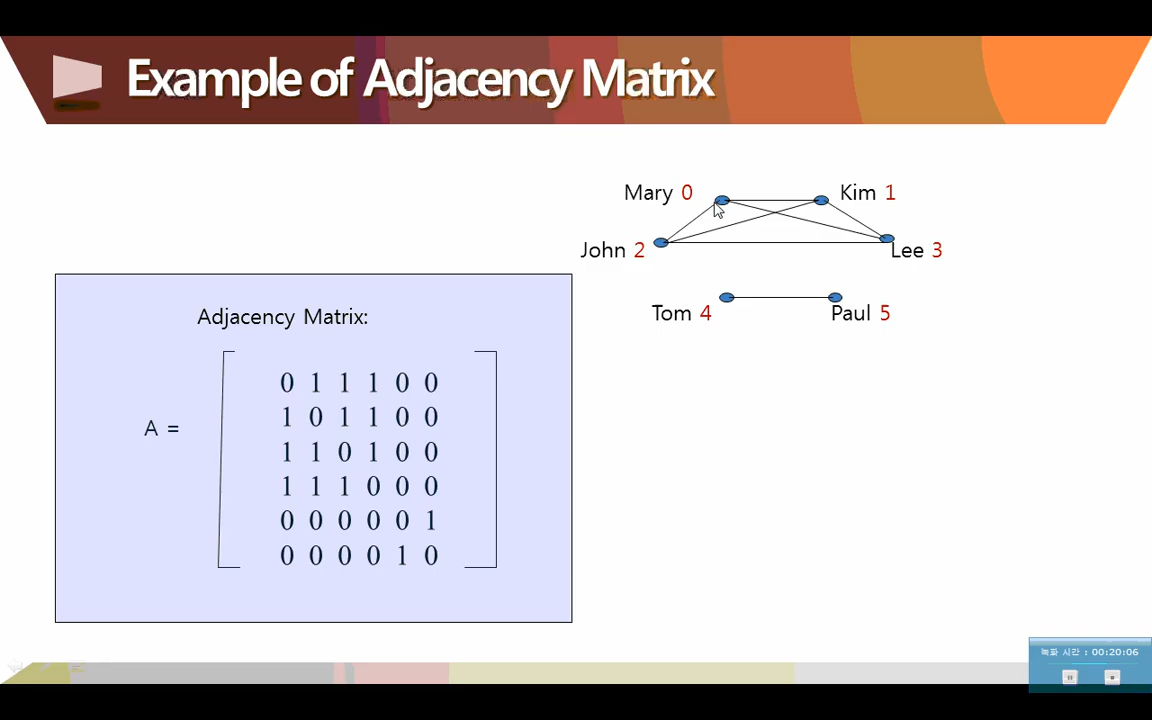 Example of Adjacency Matrix
Mary 0
Kim 1
John 2
Lee 3
Tom 4
Paul 5
Adjacency Matrix:
A =
0 1 1 1 0 0
1 0 1 1 0 0
1 1 0 1 0 0
1 1 1 0 0 0
0 0 0 0 0 1
0 0 0 0 1 0
녹화 시간 : 00:20:06